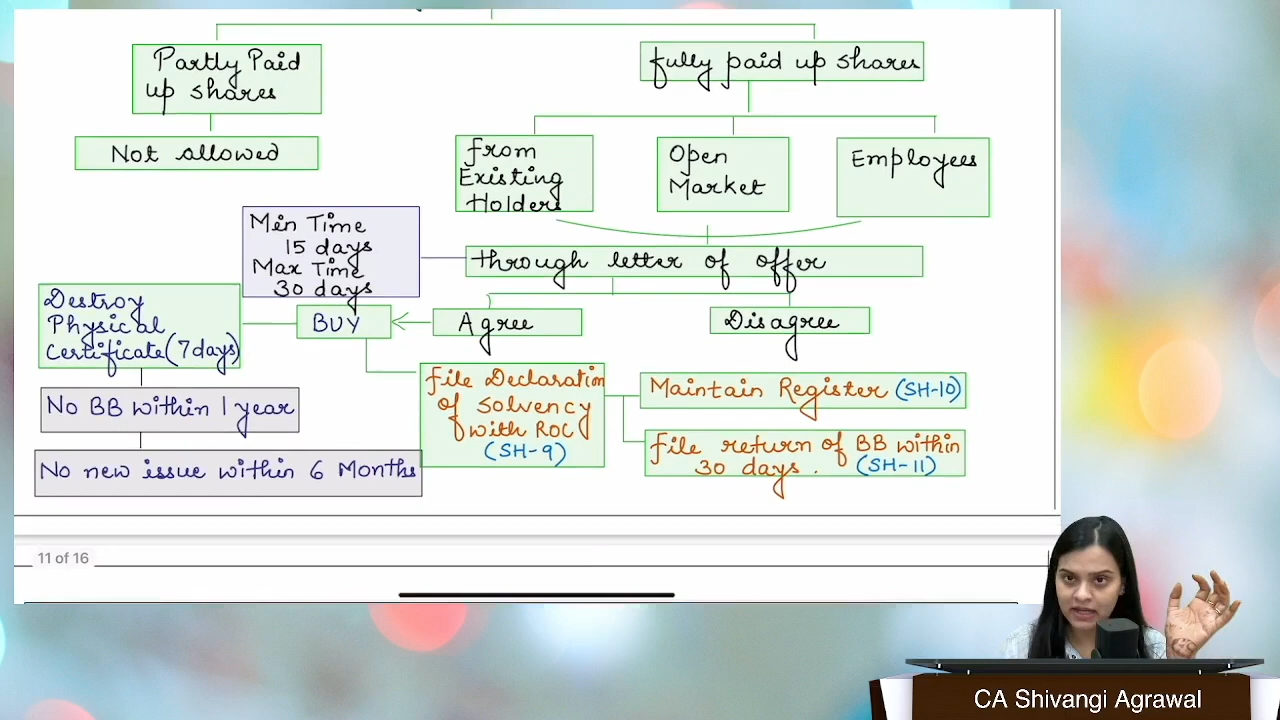 Partly Paid
up shares
fully paid up shares
Not allowed
from
Existing
Holders
Open
Market
Employees
Min Time
15 days
Max Time
30 days
through letter of offer
Destroy
Physical
Certificate (7 days)
BUY
Agree
Disagree
File Declaration
of Solvency
with ROC
(SH-9)
Maintain Register (SH-10)
No BB within 1 year
File return of BB within
30 days. (SH-11)
No new issue within 6 Months
11 of 16
CA Shivangi Agrawal